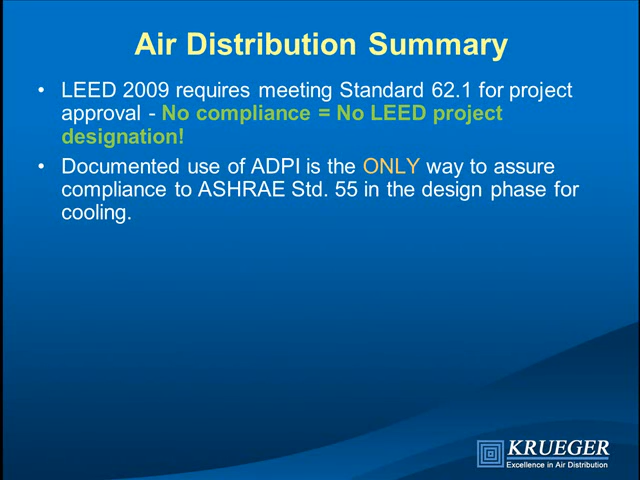 Air Distribution Summary
• LEED 2009 requires meeting Standard 62.1 for project
approval - No compliance = No LEED project
designation!
• Documented use of ADPI is the ONLY way to assure
compliance to ASHRAE Std. 55 in the design phase for
cooling.
KRUEGER
Excellence in Air Distribution